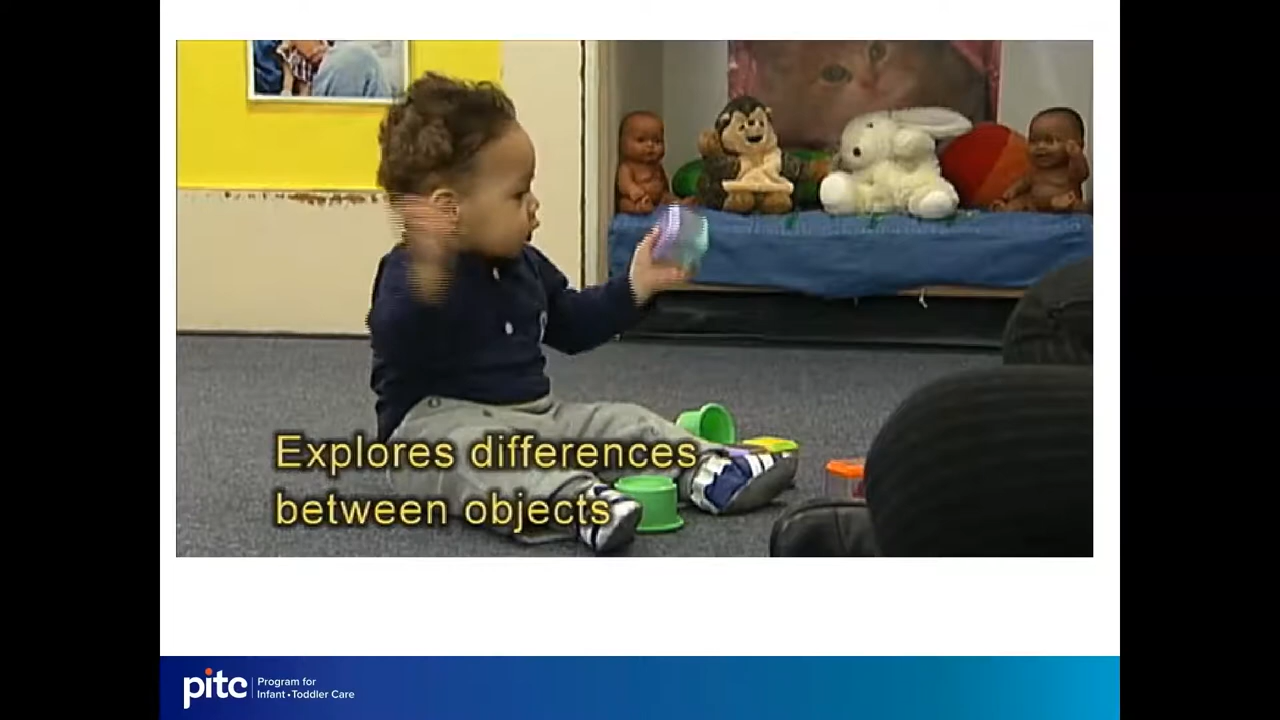 Explores differences
between objects
pitc
Program for
Infant • Toddler Care